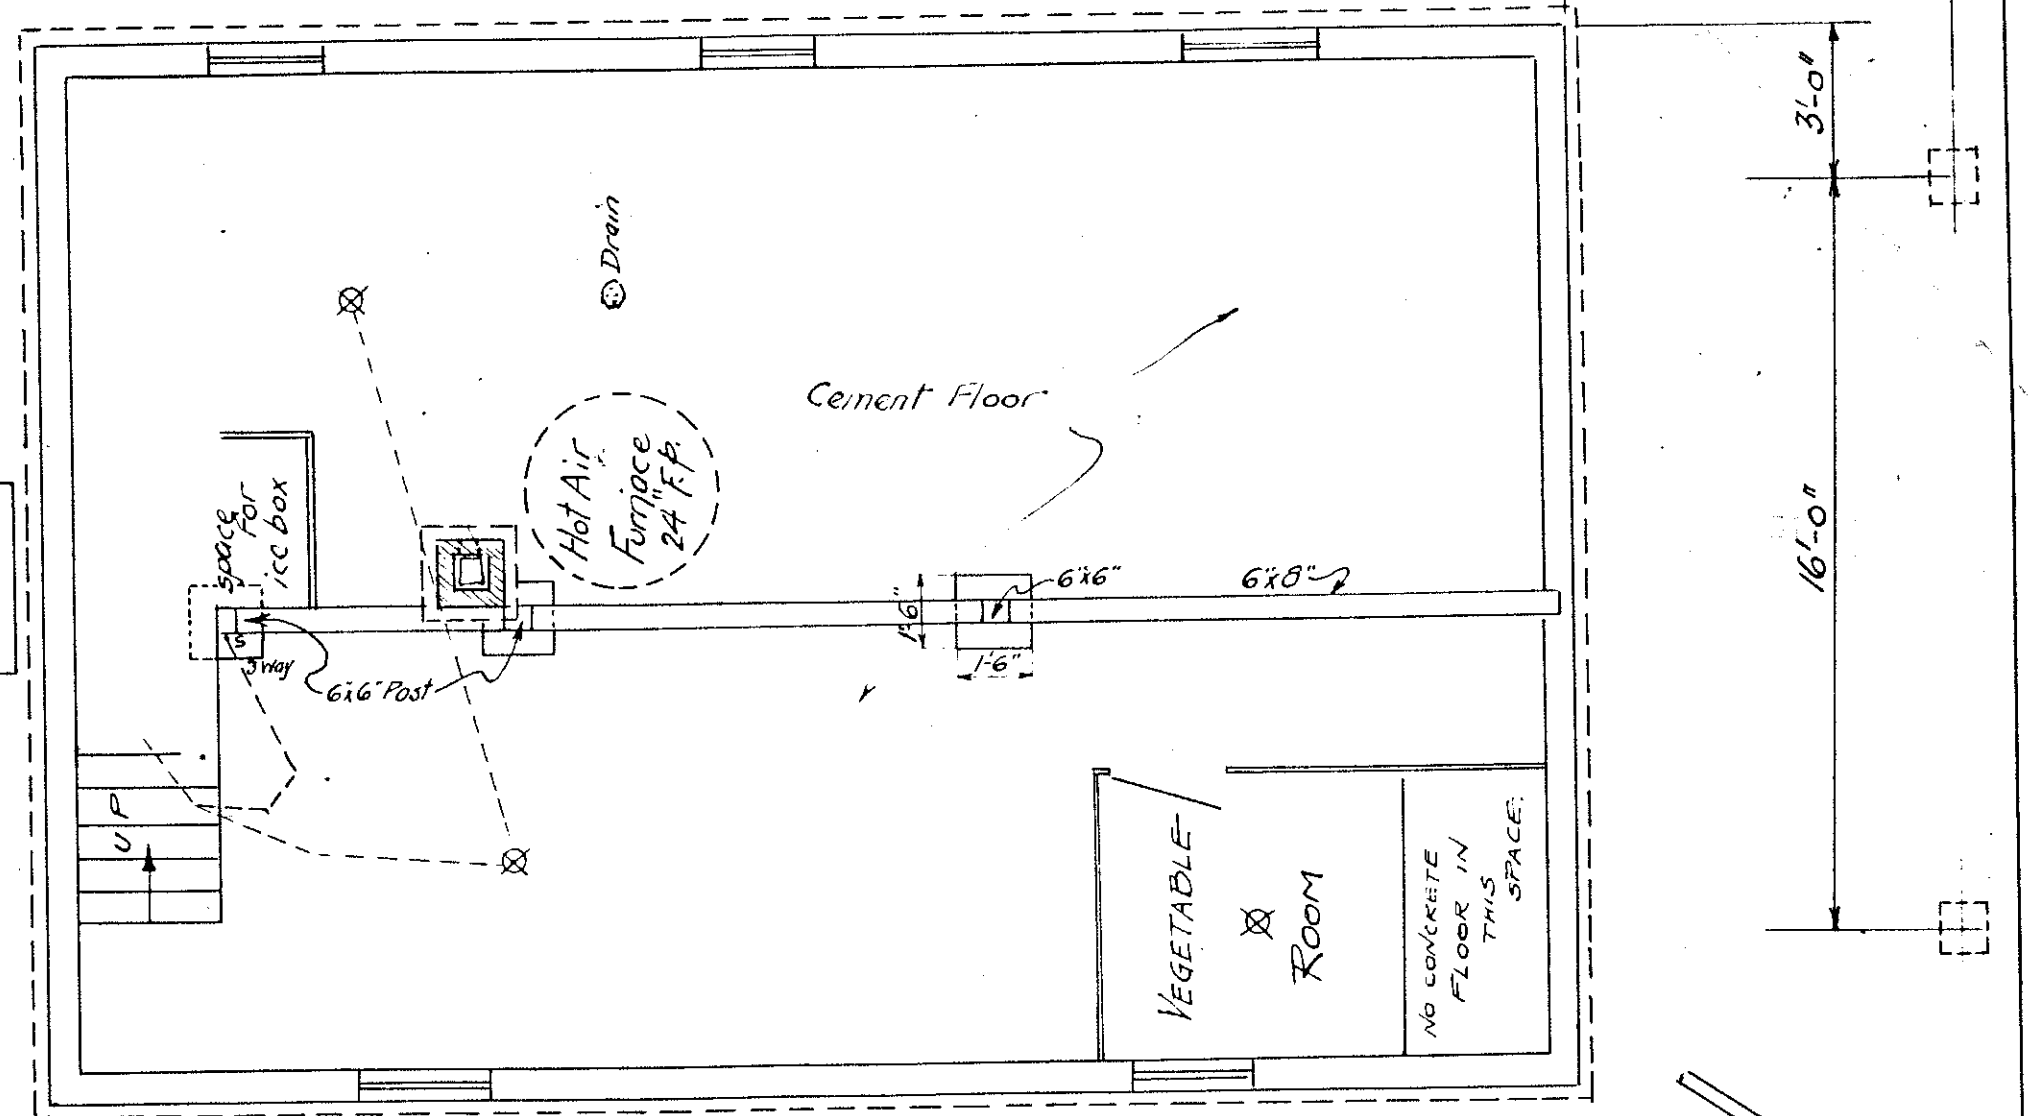 3'-0"
Drain
Cement Floor
Hot Air
Furnace
24" F.p.
space
for
ice box
16'-0"
6"x6"
6"x8"
1'-6"
1'-6"
S
3 Way
6"x6" Post
UP
VEGETABLE
ROOM
NO CONCRETE
FLOOR IN
THIS
SPACE.